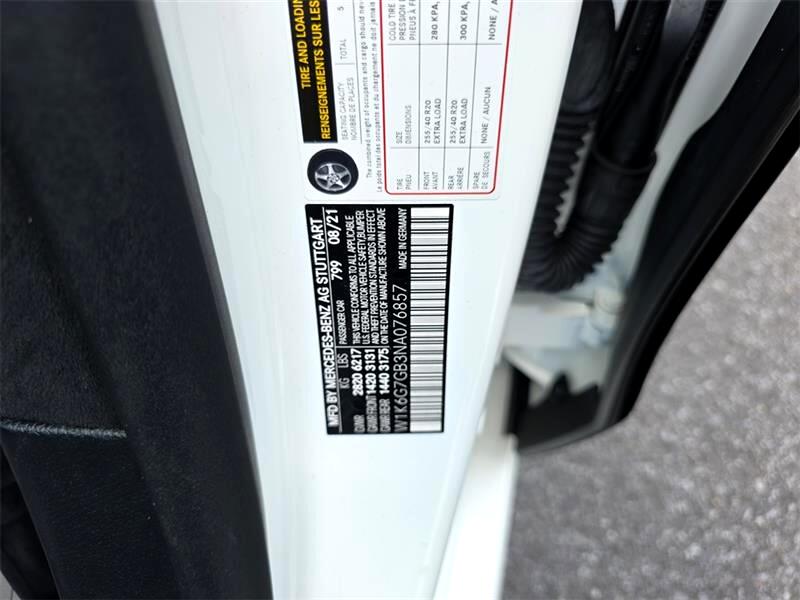 TIRE AND LOADIN
RENSEIGNEMENTS SUR LES
SEATING CAPACITY
NOMBRE DE PLACES
TOTAL 5
The combined weight of occupants and cargo should nev
Le poids total des occupants et du chargement ne doit jamais
TIRE
PNEU
SIZE
DIMENSIONS
COLD TIRE
PRESSION
PNEUS À F
FRONT
AVANT
255/40 R20
EXTRA LOAD
280 KPA,
REAR
ARRIÈRE
255/40 R20
EXTRA LOAD
300 KPA,
SPARE
DE SECOURS
NONE / AUCUN
NONE / A
MFD BY MERCEDES-BENZ AG STUTTGART
PASSENGER CAR 799 08/21
KG LBS
GVWR 2820 6217
GAWR FRONT 1420 3131
GAWR REAR 1440 3175
THIS VEHICLE CONFORMS TO ALL APPLICABLE
U.S. FEDERAL MOTOR VEHICLE SAFETY, BUMPER
AND THEFT PREVENTION STANDARDS IN EFFECT
ON THE DATE OF MANUFACTURE SHOWN ABOVE
W1K6G7GB3NA076857 MADE IN GERMANY